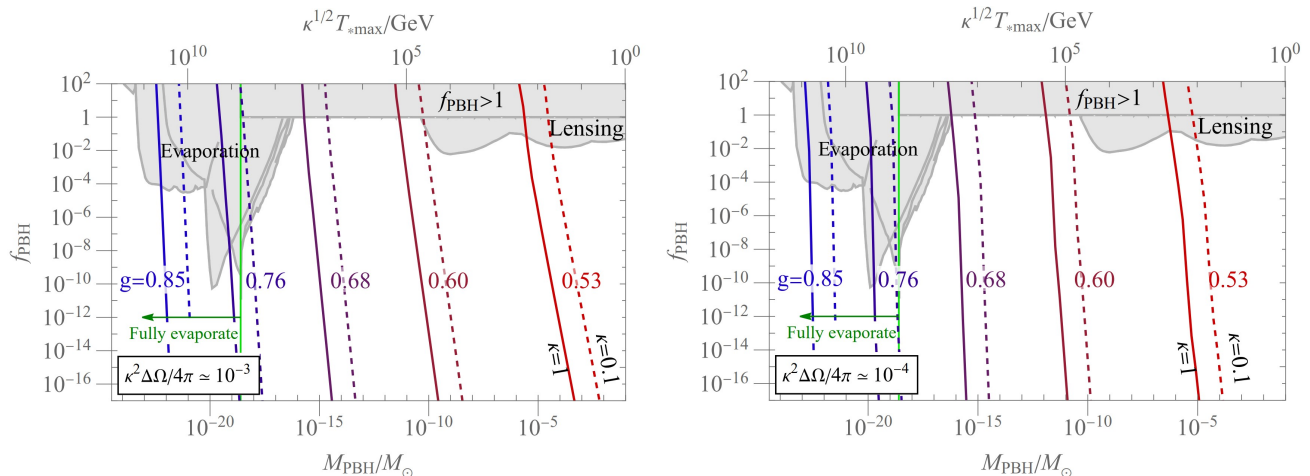 κ^{1/2} T_{*max}/GeV
10^{10} 10^5 10^0
10^2
1
10^{-2}
10^{-4}
10^{-6}
10^{-8}
10^{-10}
10^{-12}
10^{-14}
10^{-16}
f_{PBH}
f_{PBH}>1
Lensing
Evaporation
g=0.85 0.76 0.68 0.60 0.53
Fully evaporate
κ=1 κ=0.1
κ^2ΔΩ/4π ≃ 10^{-3}
10^{-20} 10^{-15} 10^{-10} 10^{-5}
M_{PBH}/M_⊙
κ^{1/2} T_{*max}/GeV
10^{10} 10^5 10^0
10^2
1
10^{-2}
10^{-4}
10^{-6}
10^{-8}
10^{-10}
10^{-12}
10^{-14}
10^{-16}
f_{PBH}
f_{PBH}>1
Lensing
Evaporation
g=0.85 0.76 0.68 0.60 0.53
Fully evaporate
κ=1 κ=0.1
κ^2ΔΩ/4π ≃ 10^{-4}
10^{-20} 10^{-15} 10^{-10} 10^{-5}
M_{PBH}/M_⊙